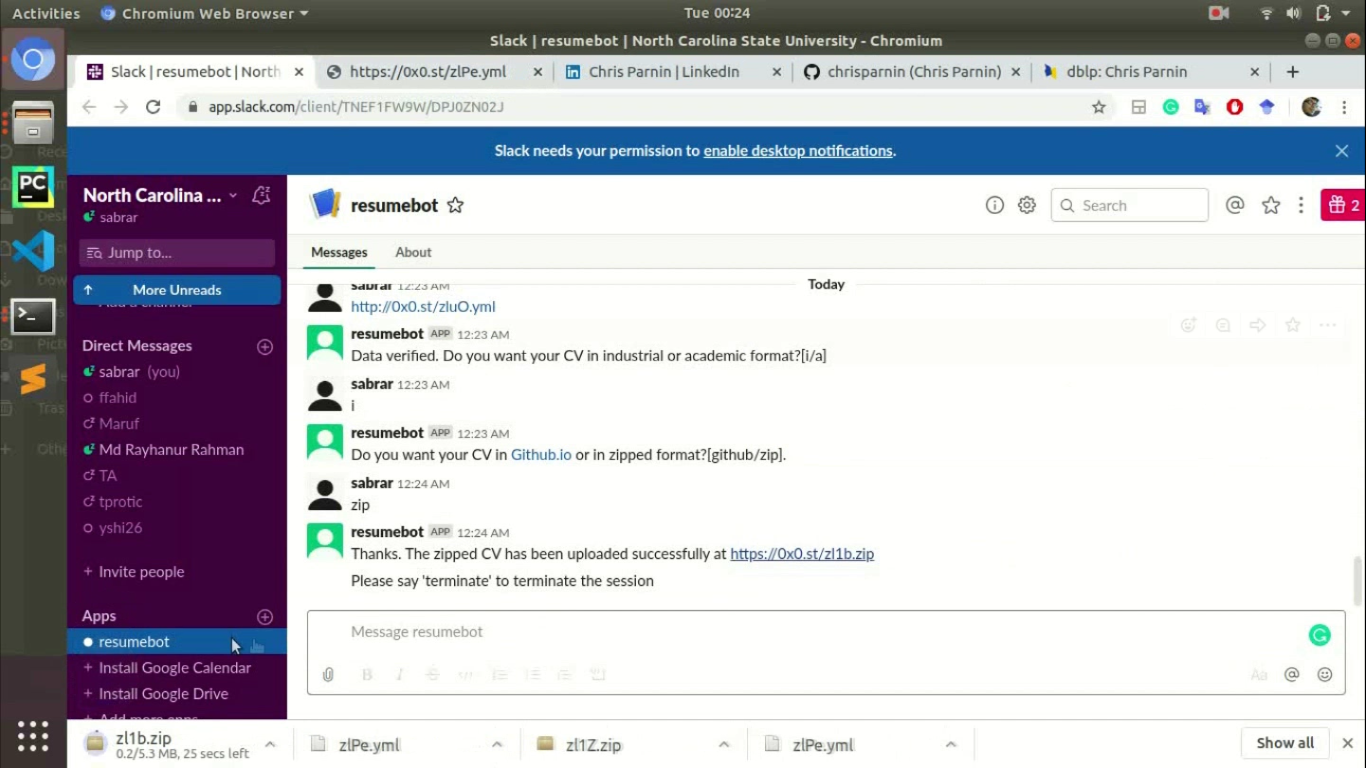 Activities Chromium Web Browser Tue 00:24
Slack | resumebot | North Carolina State University - Chromium
Slack | resumebot | North https://0x0.st/zlPe.yml Chris Parnin | LinkedIn chrisparnin (Chris Parnin) dblp: Chris Parnin
app.slack.com/client/TNEF1FW9W/DPJ0ZN02J
Slack needs your permission to enable desktop notifications.
North Carolina ...
sabrar
resumebot
Search
2
Jump to...
Messages About
More Unreads
Today
sabrar 12:23 AM
http://0x0.st/zluO.yml
resumebot APP 12:23 AM
Data verified. Do you want your CV in industrial or academic format?[i/a]
sabrar 12:23 AM
i
resumebot APP 12:23 AM
Do you want your CV in Github.io or in zipped format?[github/zip].
sabrar 12:24 AM
zip
resumebot APP 12:24 AM
Thanks. The zipped CV has been uploaded successfully at https://0x0.st/zl1b.zip
Please say 'terminate' to terminate the session
Message resumebot
Aa
Add a channel
Direct Messages
sabrar (you)
ffahid
Maruf
Md Rayhanur Rahman
TA
tprotic
yshi26
+ Invite people
Apps
resumebot
+ Install Google Calendar
+ Install Google Drive
+ Add more apps
PC
zl1b.zip
0.2/5.3 MB, 25 secs left
zlPe.yml
zl1Z.zip
zlPe.yml
Show all